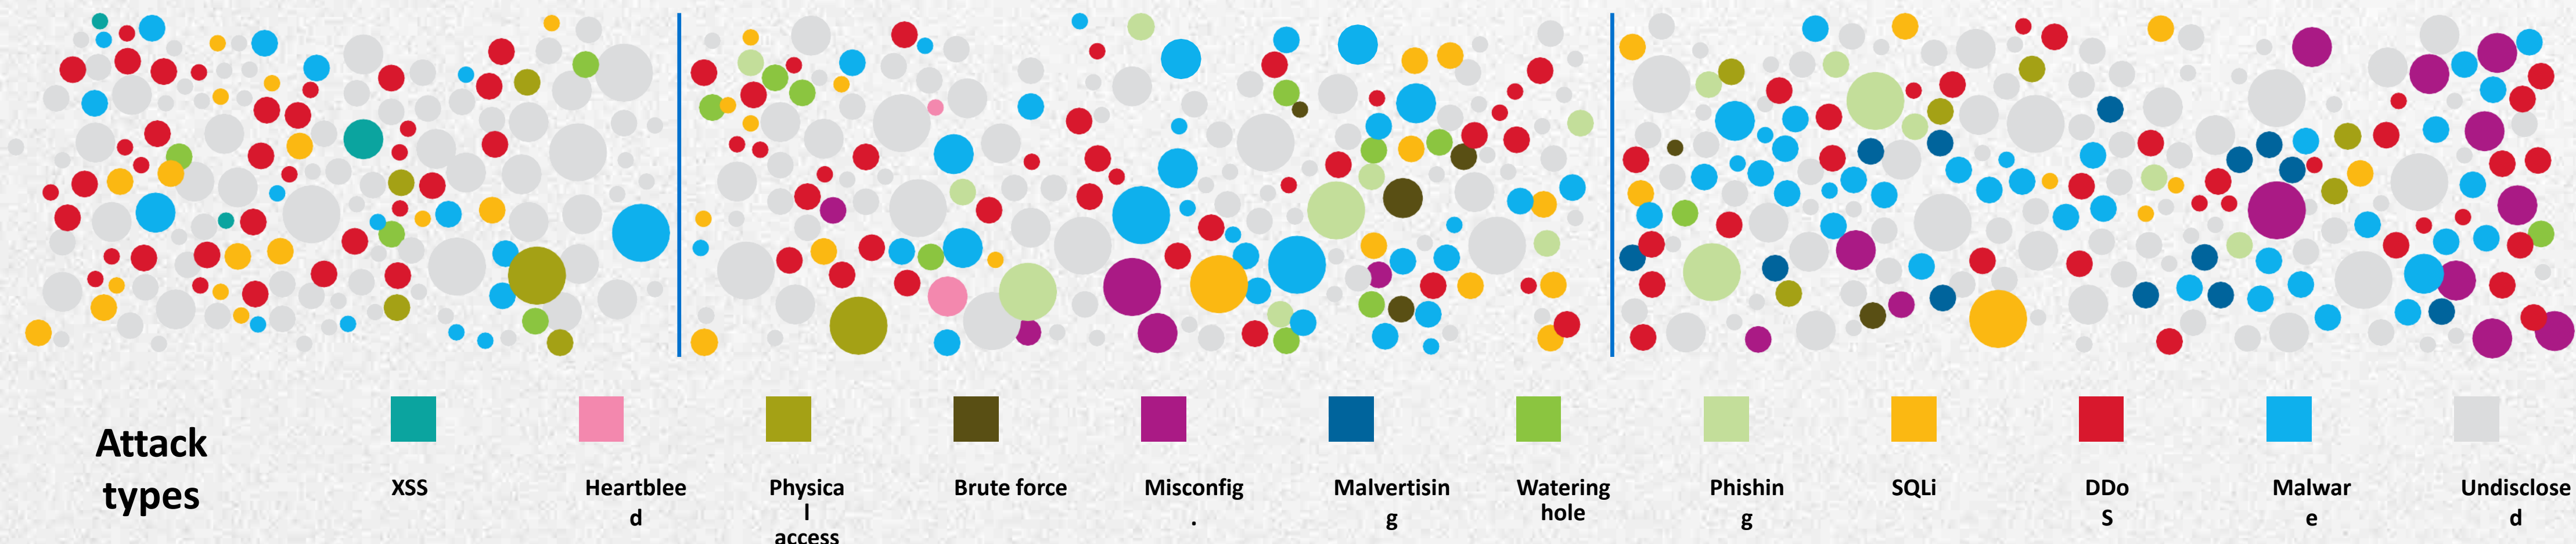 Attack
types
XSS
Heartblee
d
Physica
l
access
Brute force
Misconfig
.
Malvertisin
g
Watering
hole
Phishin
g
SQLi
DDo
S
Malwar
e
Undisclose
d